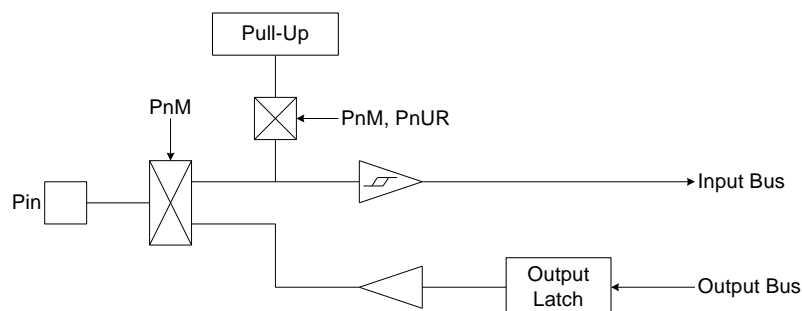 Pull-Up
PnM
PnM, PnUR
Pin
Input Bus
Output
Latch
Output Bus